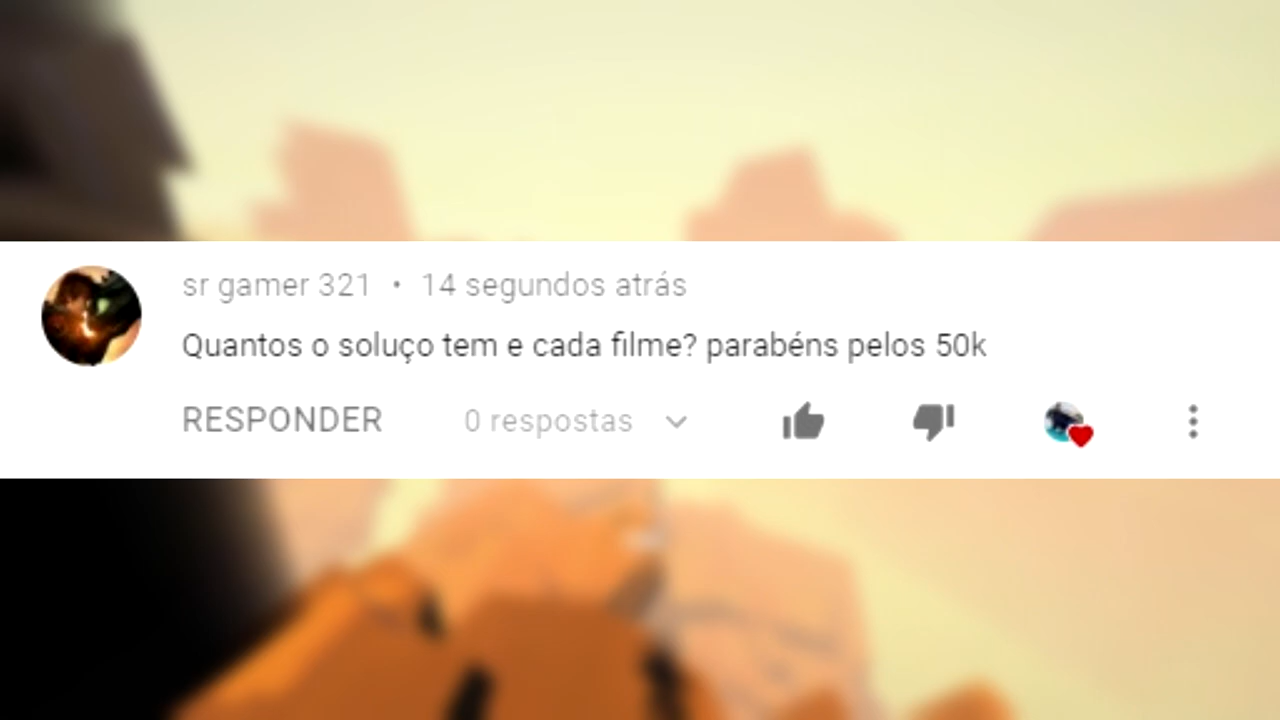 sr gamer 321 • 14 segundos atrás
Quantos o soluço tem e cada filme? parabéns pelos 50k
RESPONDER 0 respostas